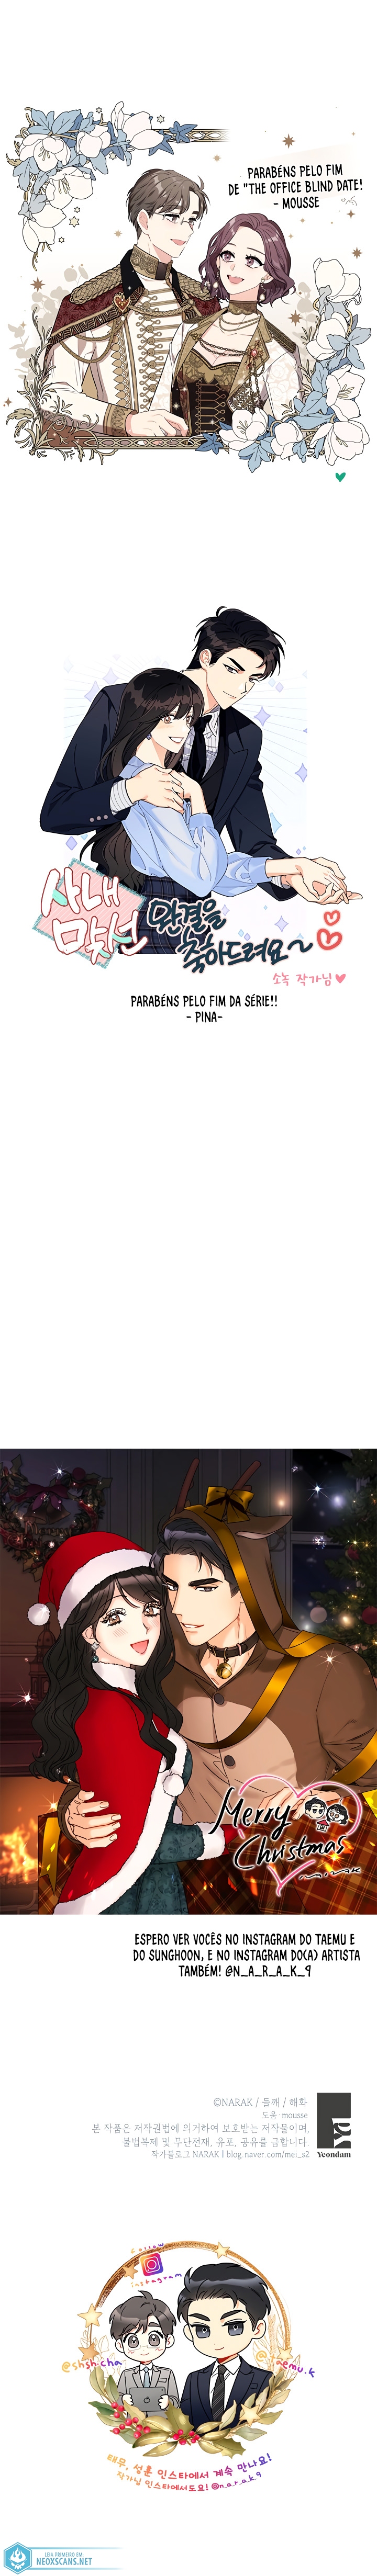 PARABÉNS PELO FIM
DE "THE OFFICE BLIND DATE!
- MOUSSE
사내
맞선
완결을
축하드려요~
소녹 작가님♥
PARABÉNS PELO FIM DA SÉRIE!!
- PINA-
Merry
Christmas
NARAK
ESPERO VER VOCÊS NO INSTAGRAM DO TAEMU E
DO SUNGHOON, E NO INSTAGRAM DO(A) ARTISTA
TAMBÉM! @N_A_R_A_K_9
©NARAK / 들깨 / 해화
도움·mousse
본 작품은 저작권법에 의거하여 보호받는 저작물이며,
불법복제 및 무단전재, 유포, 공유를 금합니다.
작가블로그 NARAK | blog.naver.com/mei_s2
Yeondam
Follow
instagram
@shsh.cha
태무, 성훈 인스타에서 계속 만나요!
작가님 인스타에서도요! @n_a_r_a_k_9
LEIA PRIMEIRO EM:
NEOXSCANS.NET